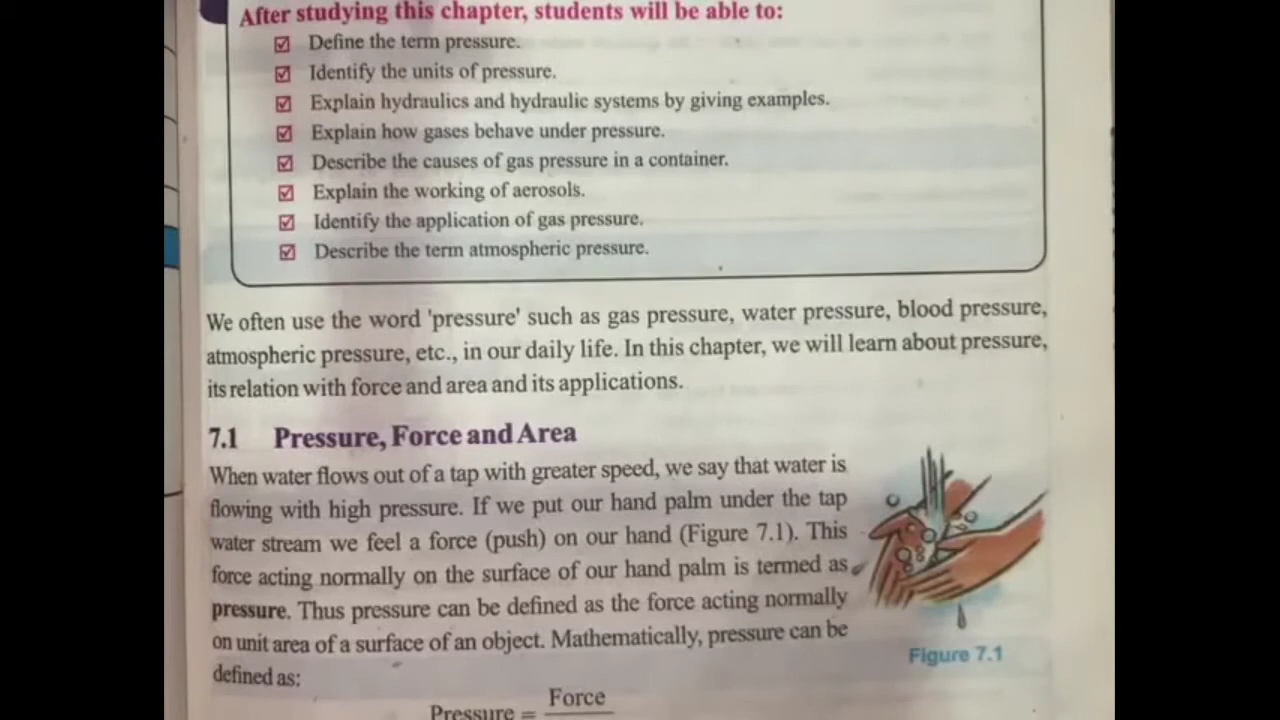 After studying this chapter, students will be able to:
Define the term pressure.
Identify the units of pressure.
Explain hydraulics and hydraulic systems by giving examples.
Explain how gases behave under pressure.
Describe the causes of gas pressure in a container.
Explain the working of aerosols.
Identify the application of gas pressure.
Describe the term atmospheric pressure.
We often use the word 'pressure' such as gas pressure, water pressure, blood pressure,
atmospheric pressure, etc., in our daily life. In this chapter, we will learn about pressure,
its relation with force and area and its applications.
7.1 Pressure, Force and Area
When water flows out of a tap with greater speed, we say that water is
flowing with high pressure. If we put our hand palm under the tap
water stream we feel a force (push) on our hand (Figure 7.1). This
force acting normally on the surface of our hand palm is termed as
pressure. Thus pressure can be defined as the force acting normally
on unit area of a surface of an object. Mathematically, pressure can be
defined as:
Figure 7.1
Pressure = Force